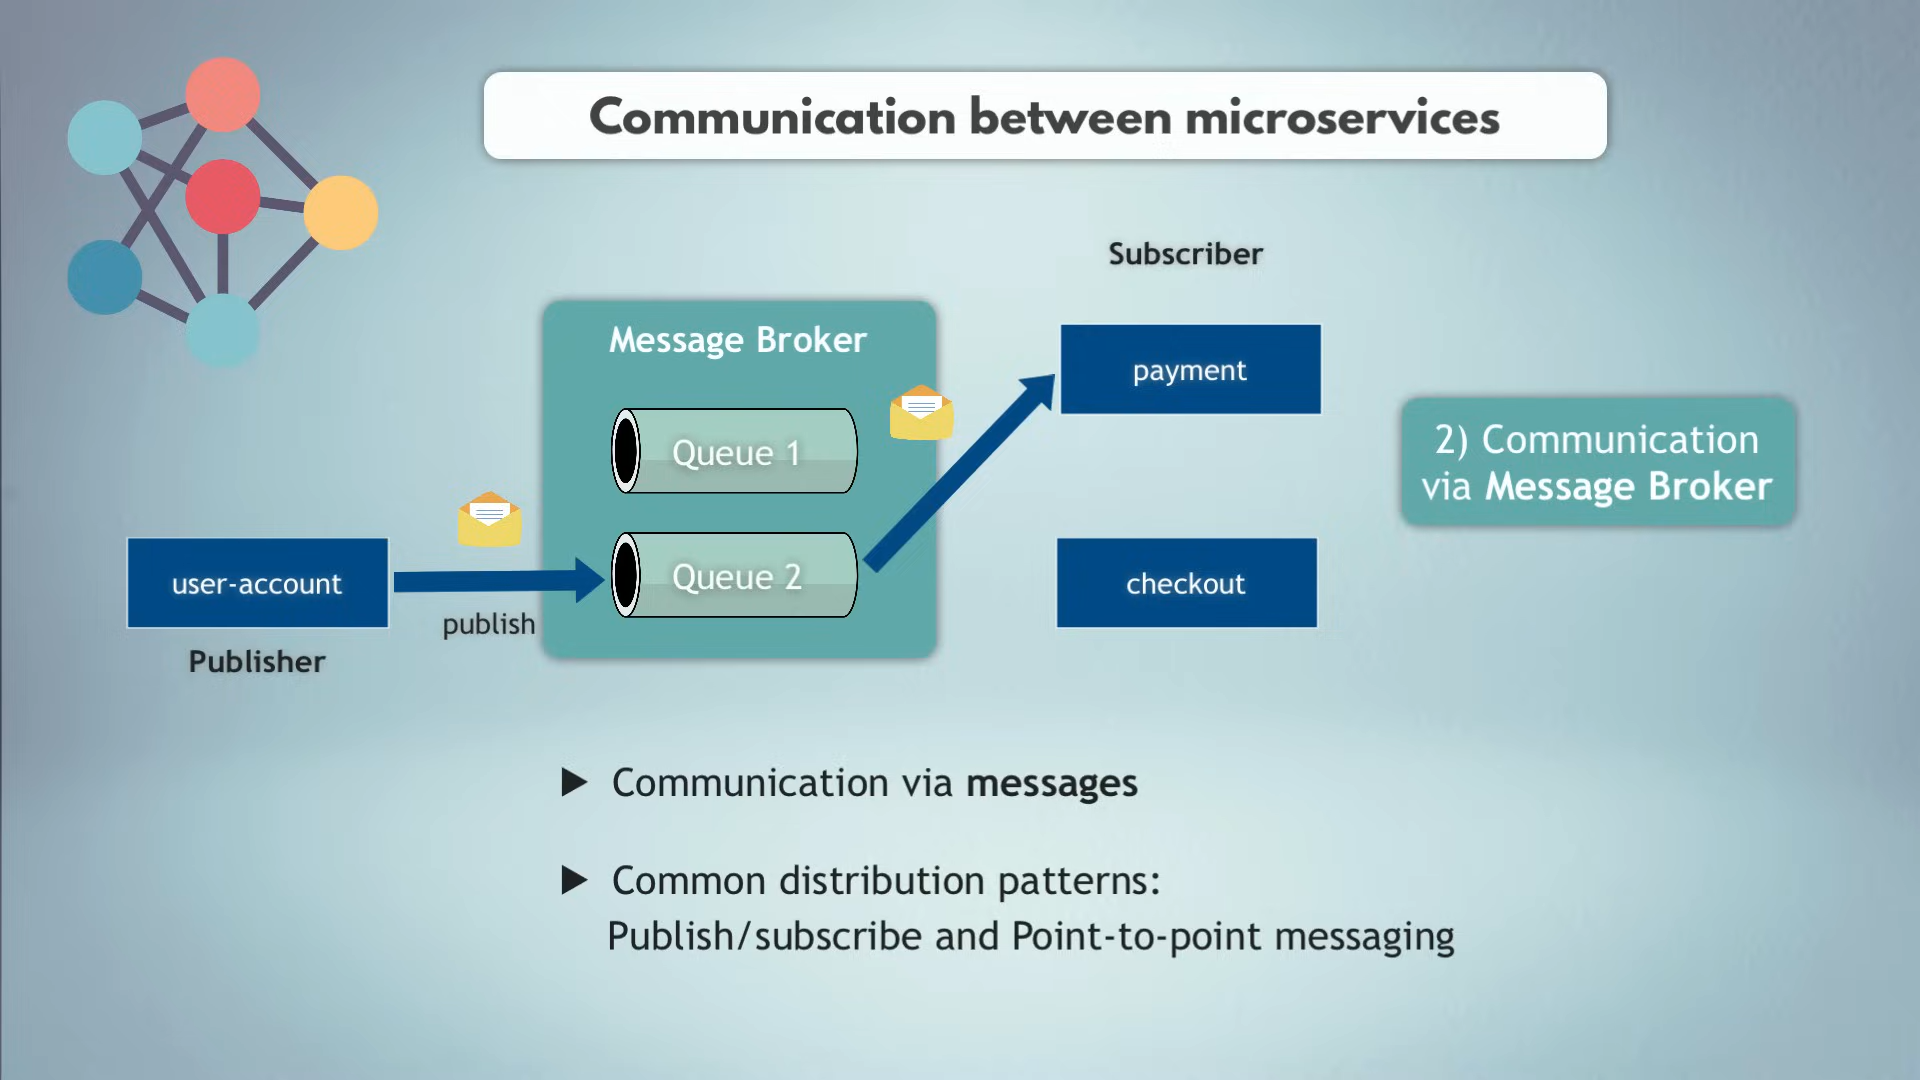 Communication between microservices
Subscriber
Message Broker
payment
Queue 1
2) Communication
via Message Broker
user-account
Queue 2
checkout
publish
Publisher
Communication via messages
Common distribution patterns:
Publish/subscribe and Point-to-point messaging